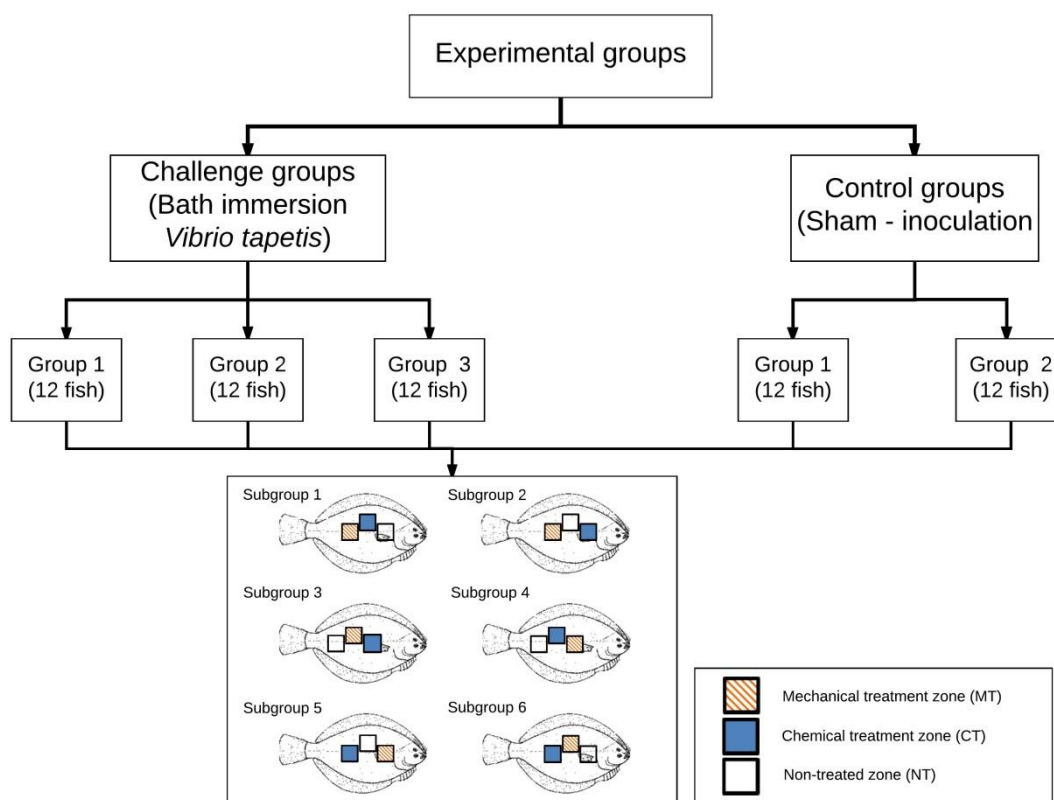 Experimental groups
Challenge groups
(Bath immersion
Vibrio tapetis)
Control groups
(Sham - inoculation
Group 1
(12 fish)
Group 2
(12 fish)
Group 3
(12 fish)
Group 1
(12 fish)
Group 2
(12 fish)
Subgroup 1
Subgroup 2
Subgroup 3
Subgroup 4
Subgroup 5
Subgroup 6
Mechanical treatment zone (MT)
Chemical treatment zone (CT)
Non-treated zone (NT)